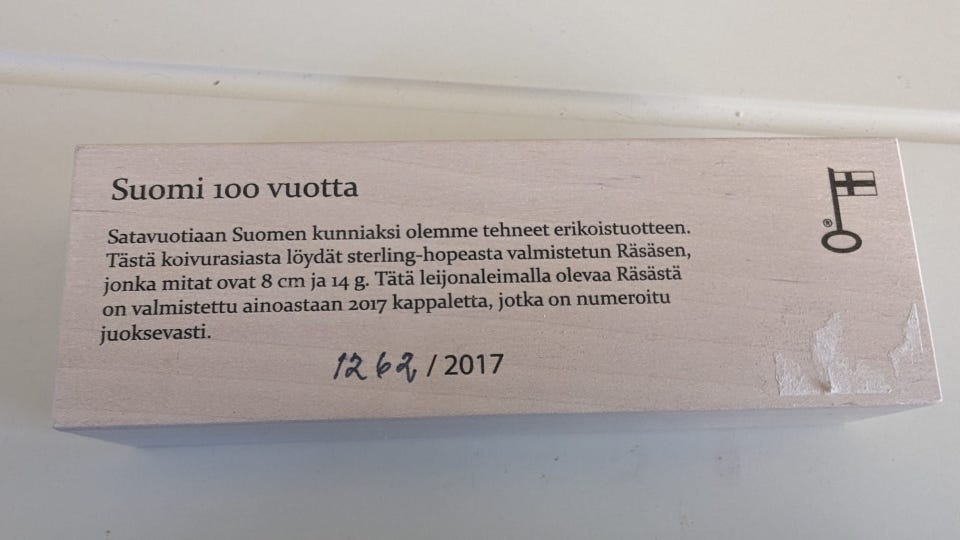 Suomi 100 vuotta
Satavuotiaan Suomen kunniaksi olemme tehneet erikoistuotteen.
Tästä koivurasiasta löydät sterling-hopeasta valmistetun Räsäsen,
jonka mitat ovat 8 cm ja 14 g. Tätä leijonaleimalla olevaa Räsästä
on valmistettu ainoastaan 2017 kappaletta, jotka on numeroitu
juoksevasti.
1262 / 2017
®